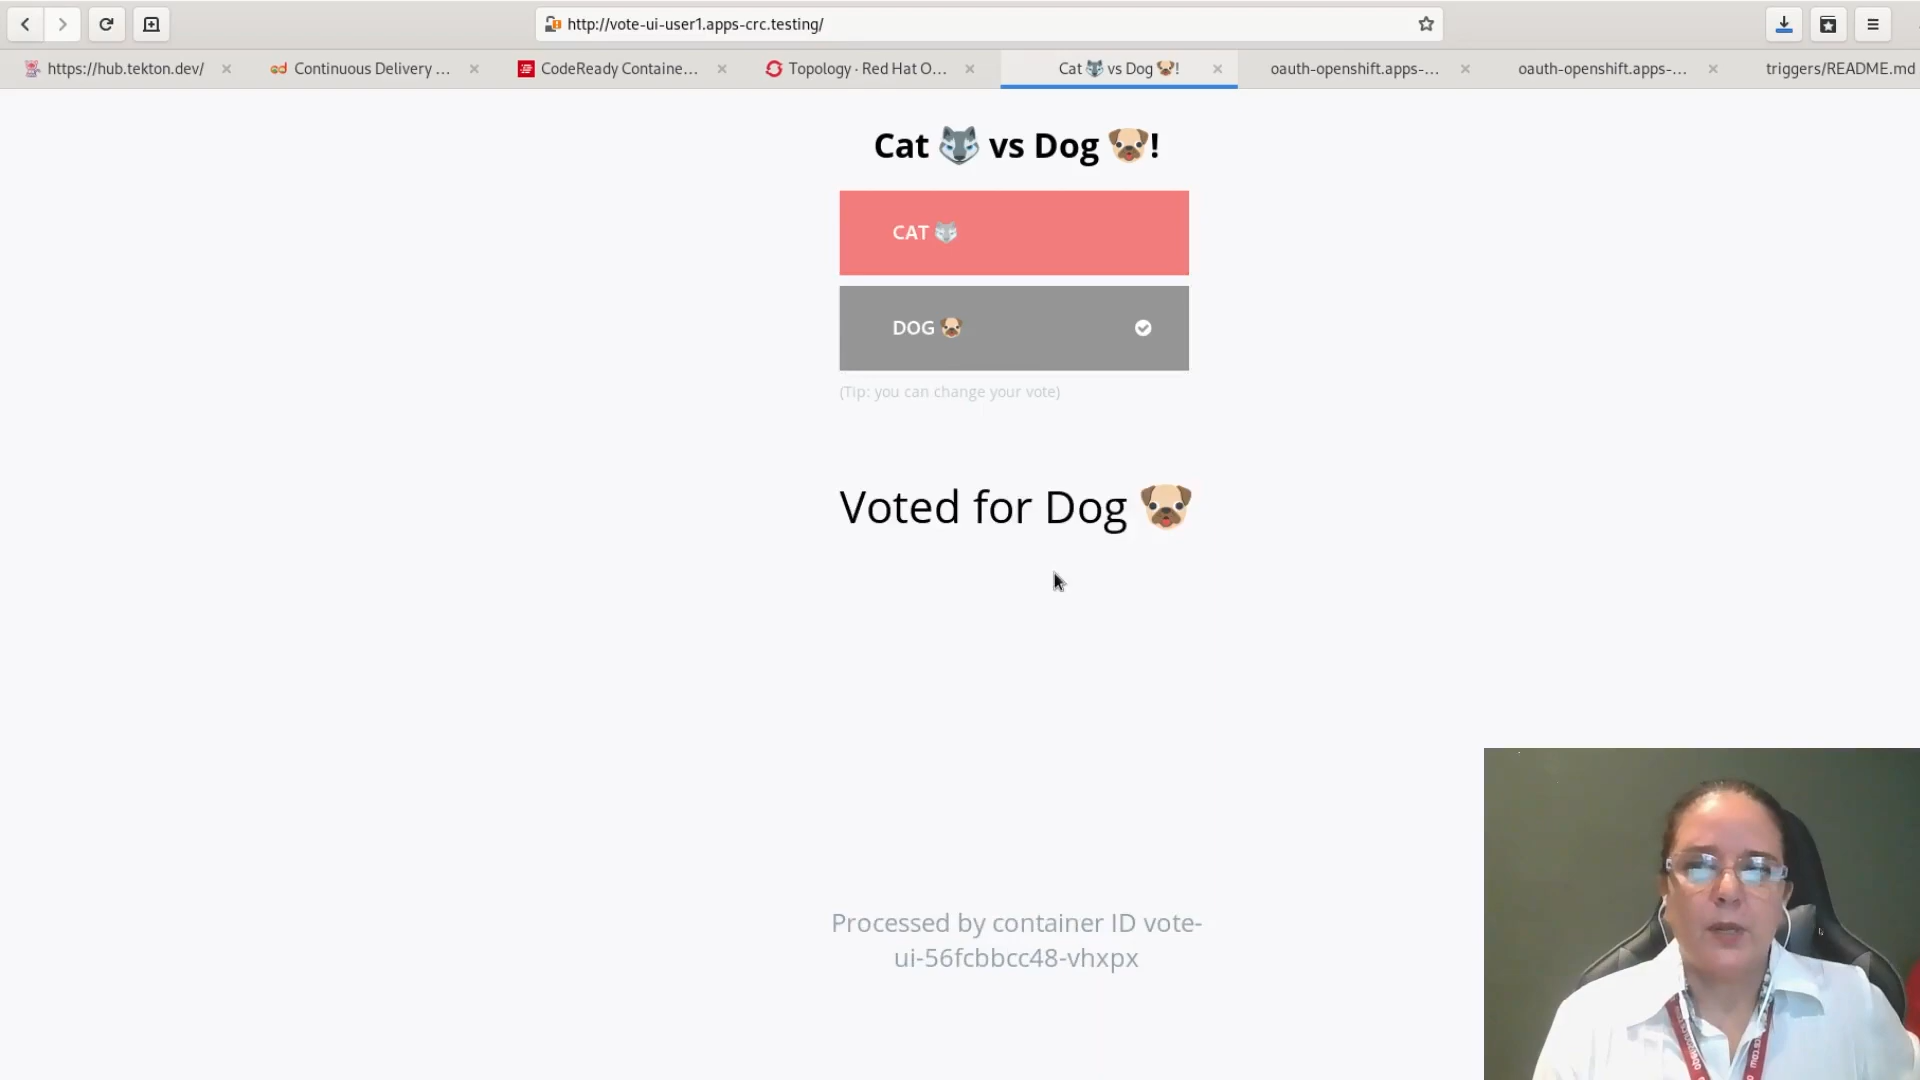 http://vote-ui-user1.apps-crc.testing/
https://hub.tekton.dev/
Continuous Delivery ...
CodeReady Containe...
Topology · Red Hat O...
Cat 🐺 vs Dog 🐶!
oauth-openshift.apps-...
oauth-openshift.apps-...
triggers/README.md
Cat 🐺 vs Dog 🐶!
CAT 🐺
DOG 🐶
(Tip: you can change your vote)
Voted for Dog 🐶
Processed by container ID vote-
ui-56fcbbcc48-vhxpx